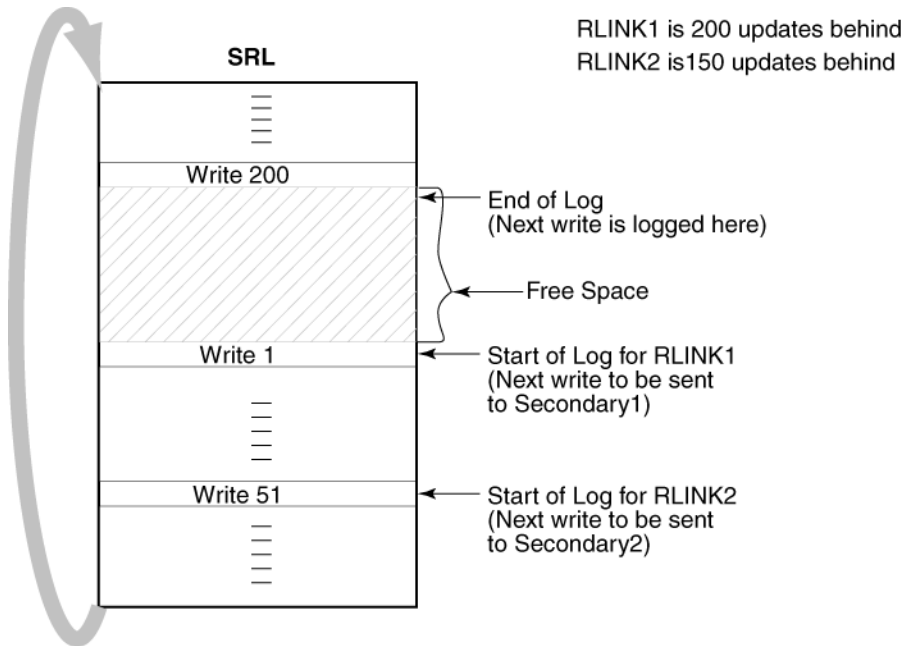 RLINK1 is 200 updates behind
RLINK2 is150 updates behind
SRL
Write 200
End of Log
(Next write is logged here)
Free Space
Write 1
Start of Log for RLINK1
(Next write to be sent
to Secondary1)
Write 51
Start of Log for RLINK2
(Next write to be sent
to Secondary2)